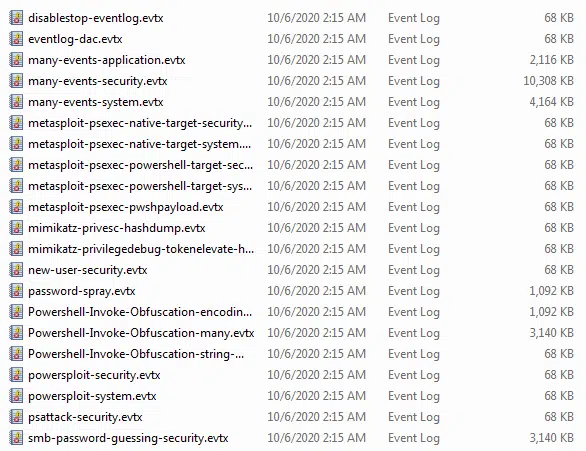 disablestop-eventlog.evtx 10/6/2020 2:15 AM Event Log 68 KB
eventlog-dac.evtx 10/6/2020 2:15 AM Event Log 68 KB
many-events-application.evtx 10/6/2020 2:15 AM Event Log 2,116 KB
many-events-security.evtx 10/6/2020 2:15 AM Event Log 10,308 KB
many-events-system.evtx 10/6/2020 2:15 AM Event Log 4,164 KB
metasploit-psexec-native-target-security... 10/6/2020 2:15 AM Event Log 68 KB
metasploit-psexec-native-target-system.... 10/6/2020 2:15 AM Event Log 68 KB
metasploit-psexec-powershell-target-sec... 10/6/2020 2:15 AM Event Log 68 KB
metasploit-psexec-powershell-target-sys... 10/6/2020 2:15 AM Event Log 68 KB
metasploit-psexec-pwshpayload.evtx 10/6/2020 2:15 AM Event Log 68 KB
mimikatz-privesc-hashdump.evtx 10/6/2020 2:15 AM Event Log 68 KB
mimikatz-privilegedebug-tokenelevate-h... 10/6/2020 2:15 AM Event Log 68 KB
new-user-security.evtx 10/6/2020 2:15 AM Event Log 68 KB
password-spray.evtx 10/6/2020 2:15 AM Event Log 1,092 KB
Powershell-Invoke-Obfuscation-encodin... 10/6/2020 2:15 AM Event Log 1,092 KB
Powershell-Invoke-Obfuscation-many.evtx 10/6/2020 2:15 AM Event Log 3,140 KB
Powershell-Invoke-Obfuscation-string-... 10/6/2020 2:15 AM Event Log 68 KB
powersploit-security.evtx 10/6/2020 2:15 AM Event Log 68 KB
powersploit-system.evtx 10/6/2020 2:15 AM Event Log 68 KB
psattack-security.evtx 10/6/2020 2:15 AM Event Log 68 KB
smb-password-guessing-security.evtx 10/6/2020 2:15 AM Event Log 3,140 KB